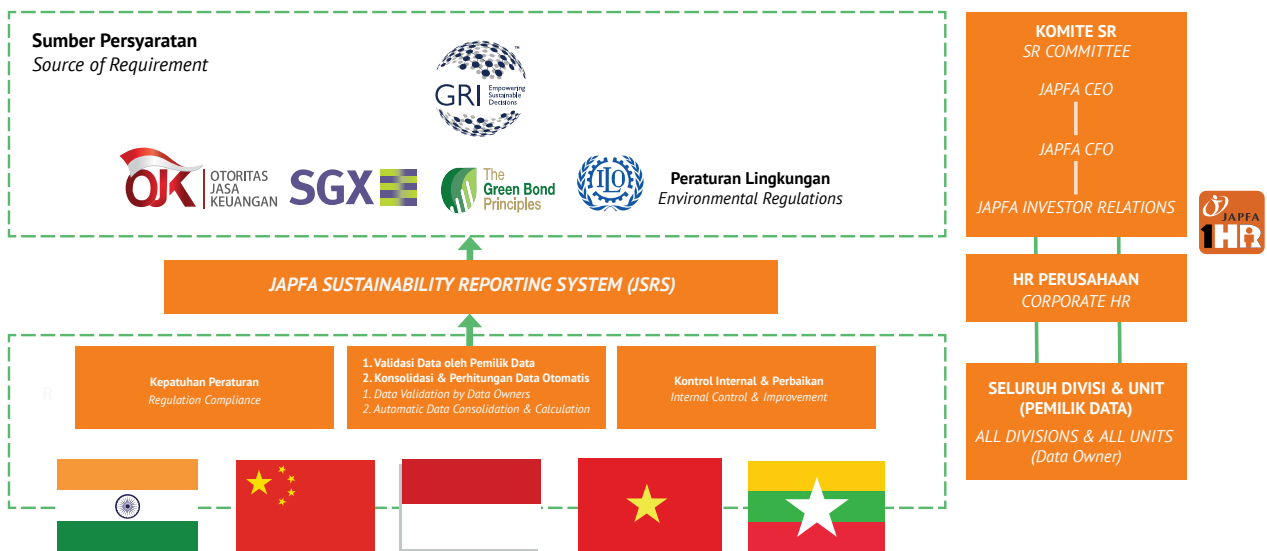 Sumber Persyaratan
Source of Requirement
GRI
Empowering
Sustainable
Decisions
™
OJK
OTORITAS
JASA
KEUANGAN
SGX
The
Green Bond
Principles
ILO
Peraturan Lingkungan
Environmental Regulations
JAPFA SUSTAINABILITY REPORTING SYSTEM (JSRS)
R
Kepatuhan Peraturan
Regulation Compliance
1. Validasi Data oleh Pemilik Data
2. Konsolidasi & Perhitungan Data Otomatis
1. Data Validation by Data Owners
2. Automatic Data Consolidation & Calculation
Kontrol Internal & Perbaikan
Internal Control & Improvement
KOMITE SR
SR COMMITTEE
JAPFA CEO
JAPFA CFO
JAPFA INVESTOR RELATIONS
JAPFA
1HR
HR PERUSAHAAN
CORPORATE HR
SELURUH DIVISI & UNIT
(PEMILIK DATA)
ALL DIVISIONS & ALL UNITS
(Data Owner)